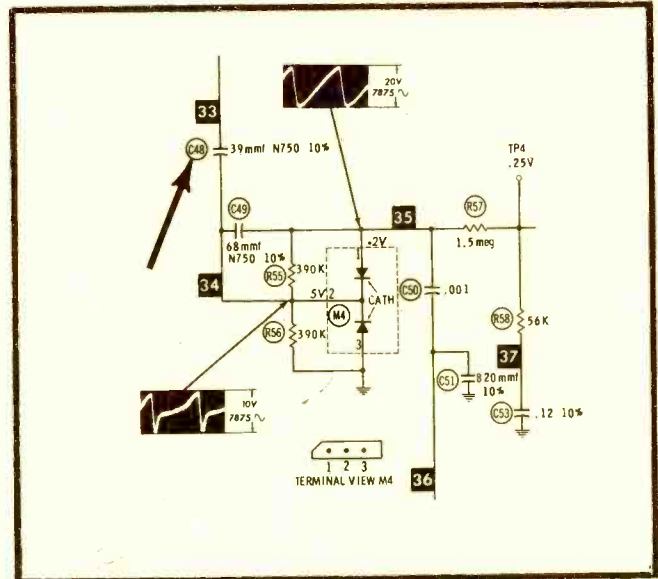 20V
7875 ∿
33
C48
39mmf N750 10%
TP4
.25V
C49
35
R57
1.5 meg
68mmf
N750 10%
.2V
1
R55
390K
34
5V
2
CATH
C50
.001
M4
R58
56K
R56
390K
3
37
C51
820mmf
10%
C53
.12 10%
10V
7875 ∿
1 2 3
TERMINAL VIEW M4
36